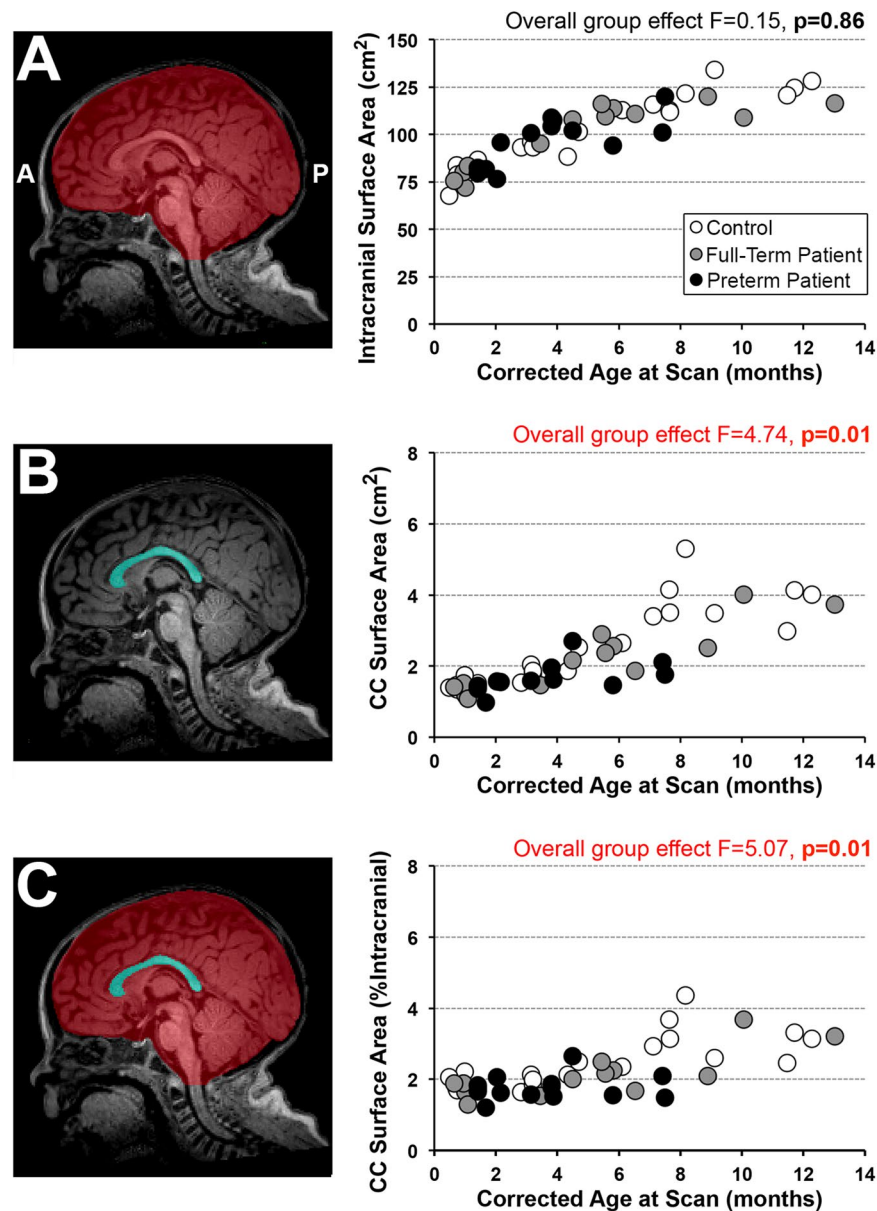 A
A
P
Overall group effect F=0.15, p=0.86
Intracranial Surface Area (cm²)
150
125
100
75
50
25
0
Control
Full-Term Patient
Preterm Patient
0 2 4 6 8 10 12 14
Corrected Age at Scan (months)
B
Overall group effect F=4.74, p=0.01
CC Surface Area (cm²)
8
6
4
2
0
0 2 4 6 8 10 12 14
Corrected Age at Scan (months)
C
Overall group effect F=5.07, p=0.01
CC Surface Area (%Intracranial)
8
6
4
2
0
0 2 4 6 8 10 12 14
Corrected Age at Scan (months)